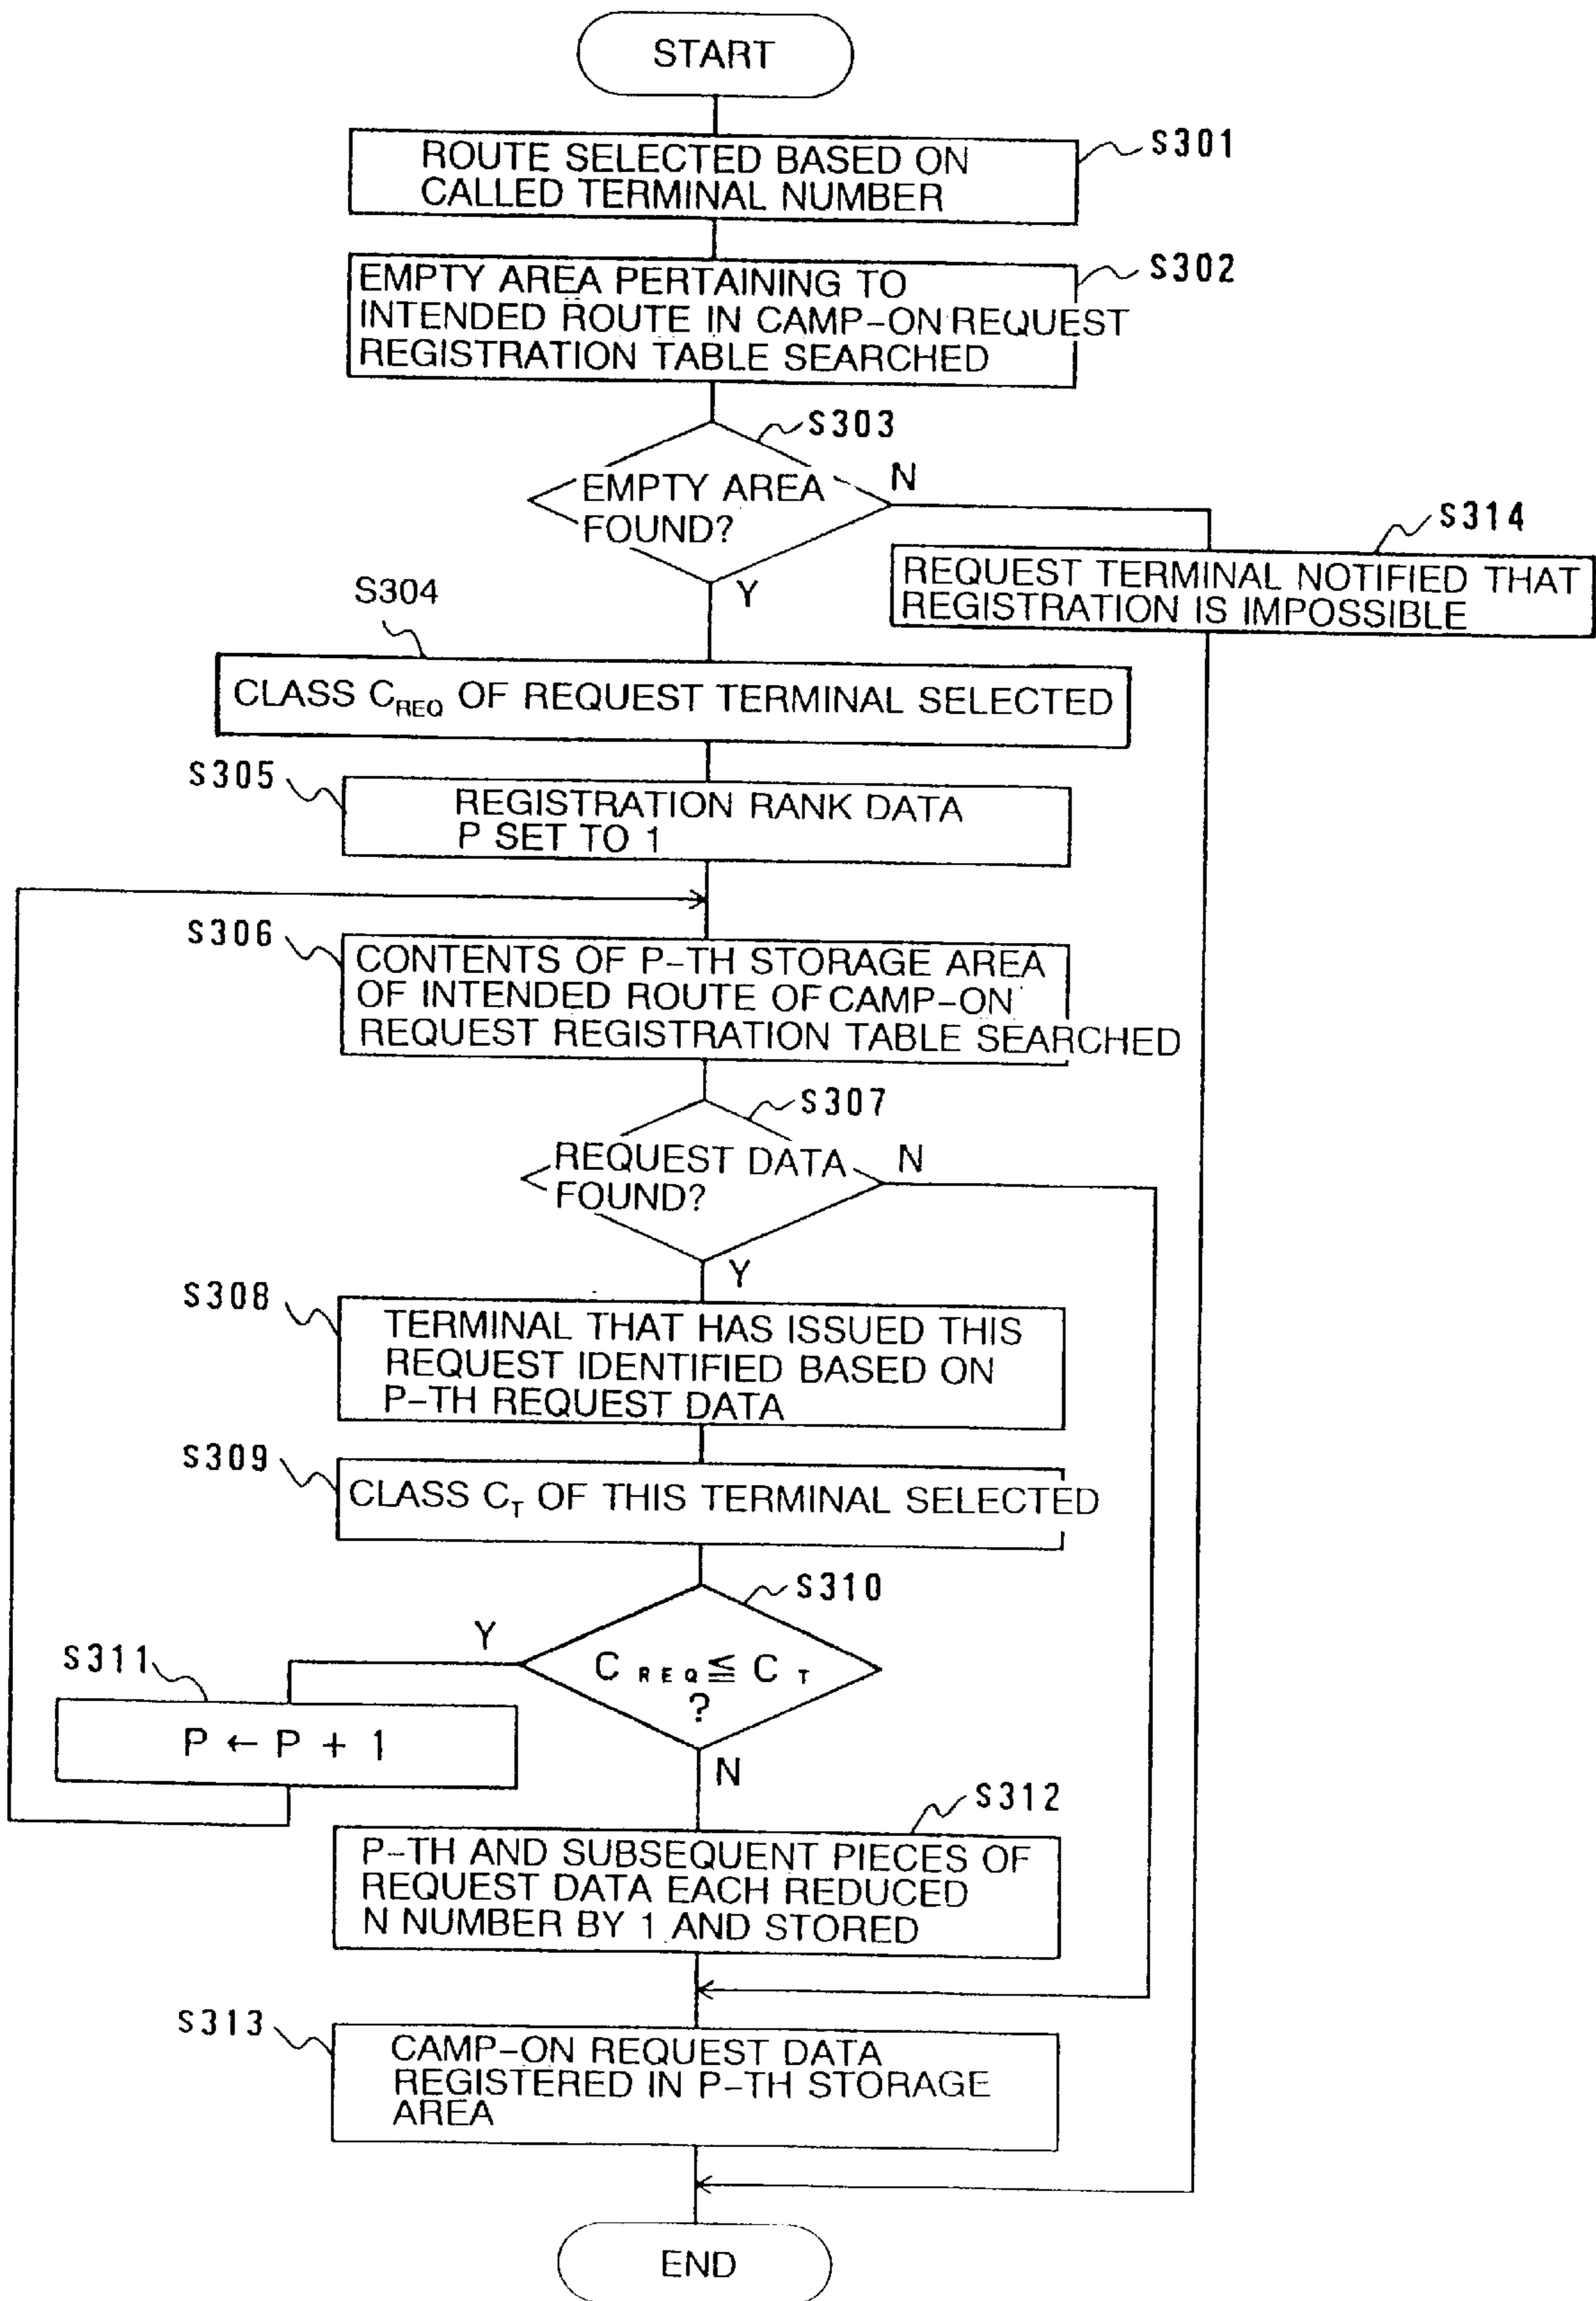 START
ROUTE SELECTED BASED ON
CALLED TERMINAL NUMBER
S301
EMPTY AREA PERTAINING TO
INTENDED ROUTE IN CAMP-ON REQUEST
REGISTRATION TABLE SEARCHED
S302
S303
EMPTY AREA
FOUND?
N
Y
S314
REQUEST TERMINAL NOTIFIED THAT
REGISTRATION IS IMPOSSIBLE
S304
CLASS CREQ OF REQUEST TERMINAL SELECTED
S305
REGISTRATION RANK DATA
P SET TO 1
S306
CONTENTS OF P-TH STORAGE AREA
OF INTENDED ROUTE OF CAMP-ON
REQUEST REGISTRATION TABLE SEARCHED
S307
REQUEST DATA
FOUND?
N
Y
S308
TERMINAL THAT HAS ISSUED THIS
REQUEST IDENTIFIED BASED ON
P-TH REQUEST DATA
S309
CLASS CT OF THIS TERMINAL SELECTED
S310
CREQ ≦ CT
?
Y
N
S311
P ← P + 1
S312
P-TH AND SUBSEQUENT PIECES OF
REQUEST DATA EACH REDUCED
N NUMBER BY 1 AND STORED
S313
CAMP-ON REQUEST DATA
REGISTERED IN P-TH STORAGE
AREA
END